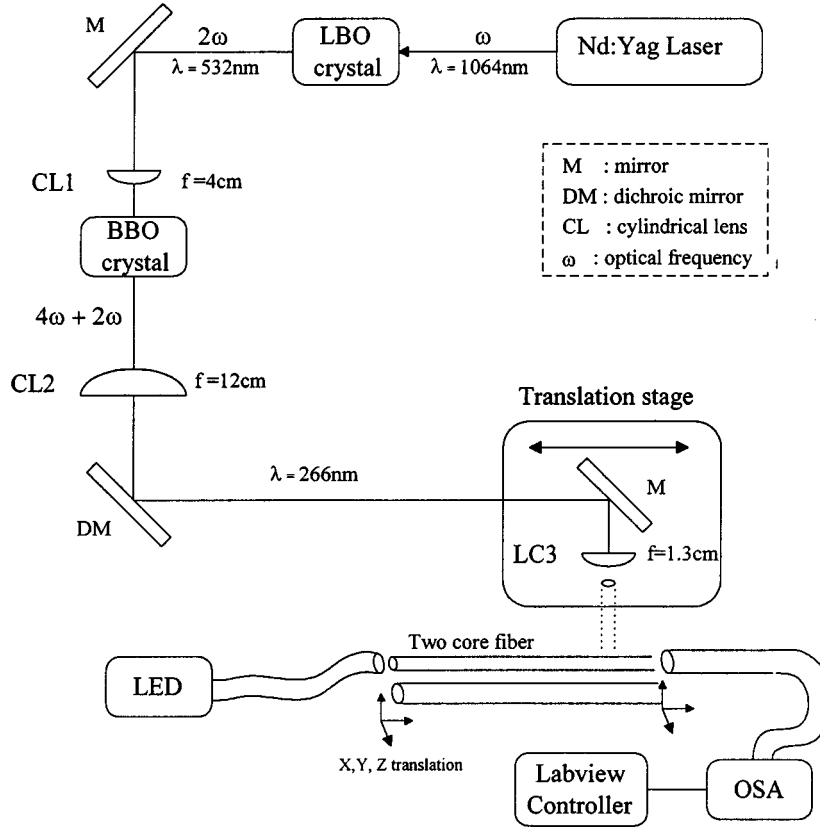 M
2ω
λ = 532nm
LBO
crystal
ω
λ = 1064nm
Nd:Yag Laser
CL1
f =4cm
BBO
crystal
M : mirror
DM : dichroic mirror
CL : cylindrical lens
ω : optical frequency
4ω + 2ω
CL2
f =12cm
Translation stage
λ = 266nm
M
DM
LC3
f=1.3cm
Two core fiber
LED
X,Y, Z translation
Labview
Controller
OSA